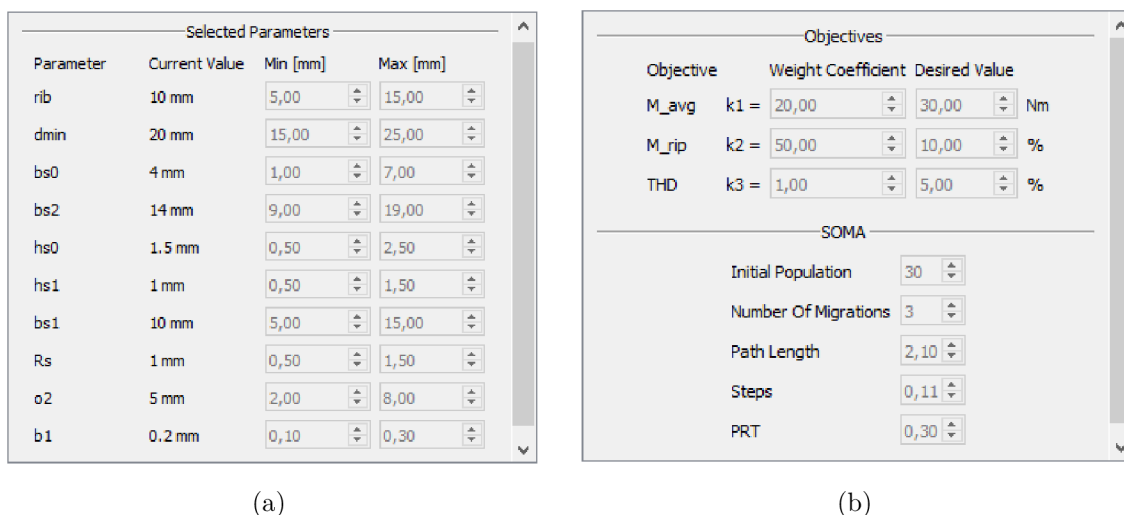 Selected Parameters
Parameter Current Value Min [mm] Max [mm]
rib 10 mm 5,00 15,00
dmin 20 mm 15,00 25,00
bs0 4 mm 1,00 7,00
bs2 14 mm 9,00 19,00
hs0 1.5 mm 0,50 2,50
hs1 1 mm 0,50 1,50
bs1 10 mm 5,00 15,00
Rs 1 mm 0,50 1,50
o2 5 mm 2,00 8,00
b1 0.2 mm 0,10 0,30
(a)
Objectives
Objective Weight Coefficient Desired Value
M_avg k1 = 20,00 30,00 Nm
M_rip k2 = 50,00 10,00 %
THD k3 = 1,00 5,00 %
SOMA
Initial Population 30
Number Of Migrations 3
Path Length 2,10
Steps 0,11
PRT 0,30
(b)